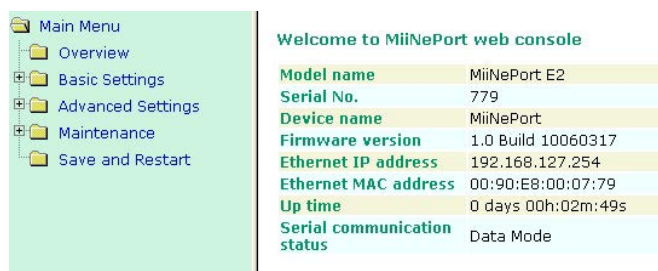 Main Menu
Overview
Basic Settings
Advanced Settings
Maintenance
Save and Restart
Welcome to MiiNePort web console
Model name MiiNePort E2
Serial No. 779
Device name MiiNePort
Firmware version 1.0 Build 10060317
Ethernet IP address 192.168.127.254
Ethernet MAC address 00:90:E8:00:07:79
Up time 0 days 00h:02m:49s
Serial communication
status Data Mode